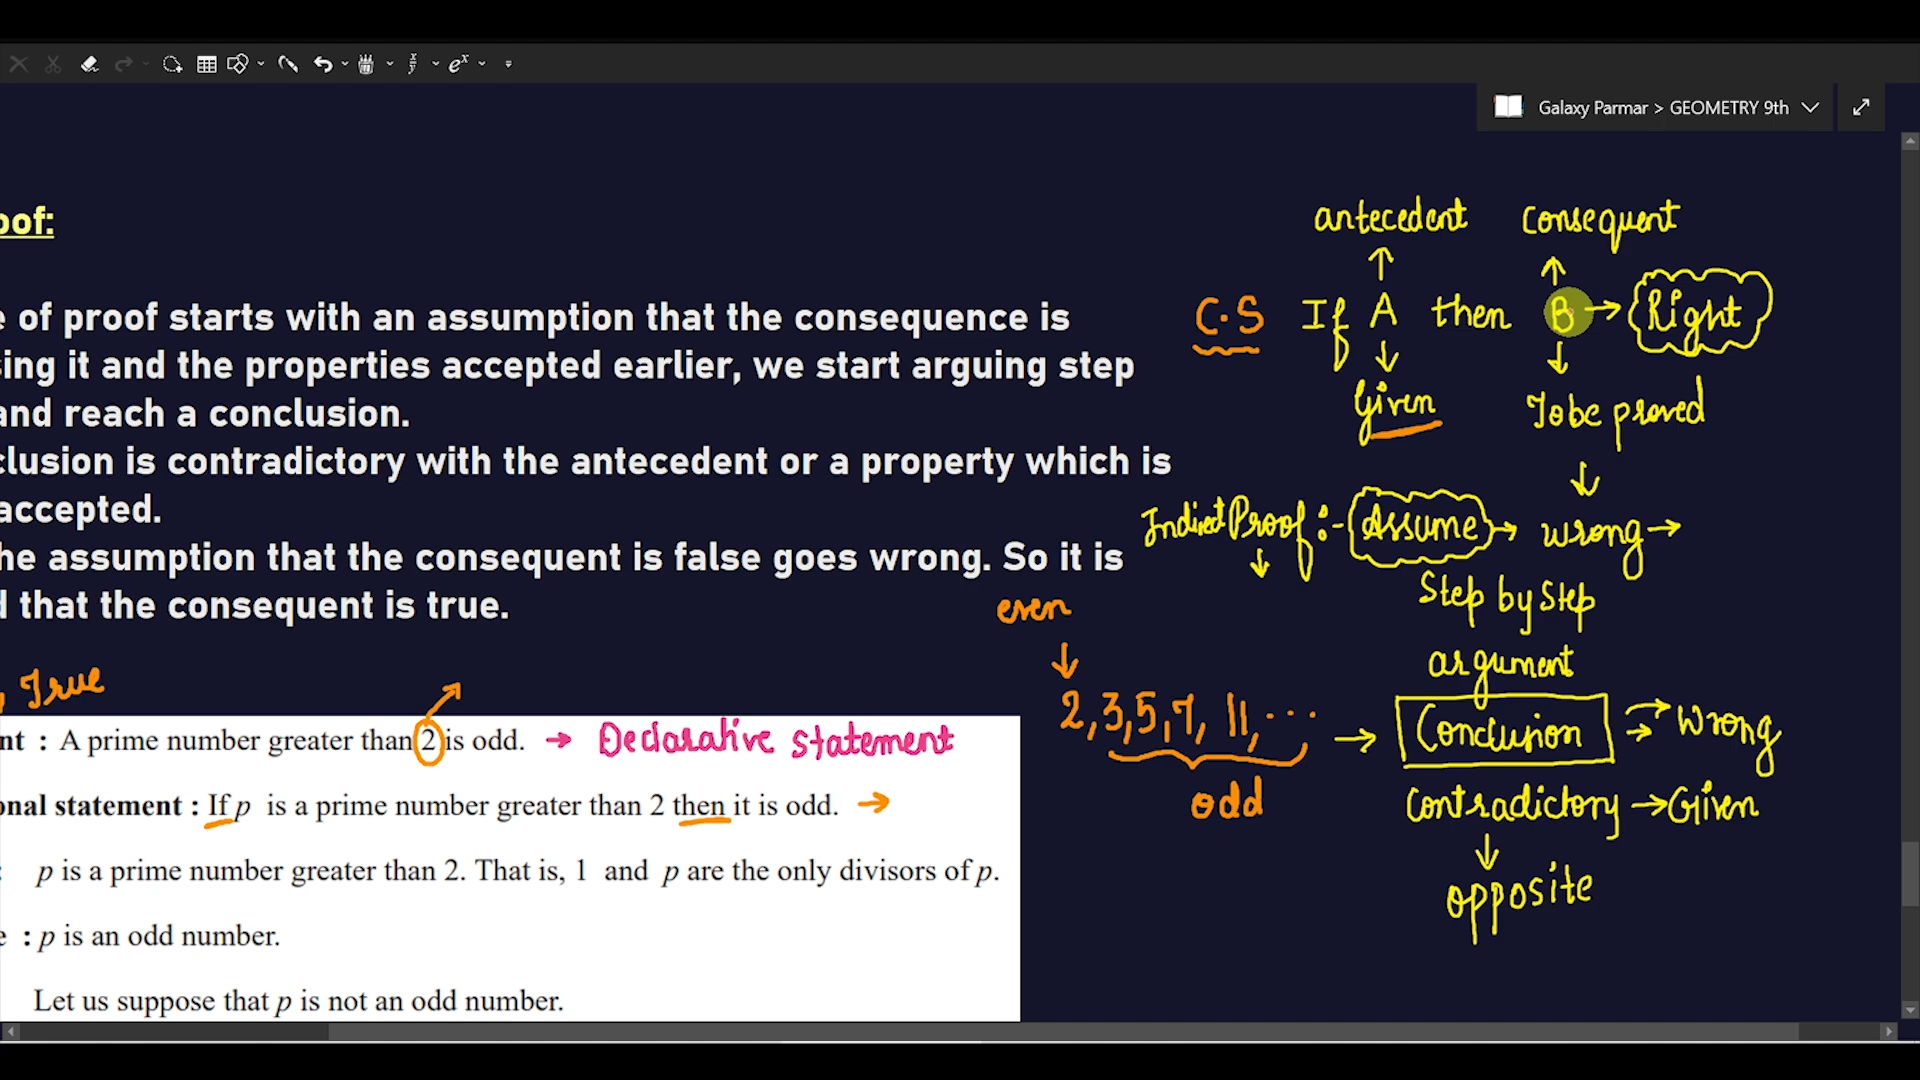 Galaxy Parmar > GEOMETRY 9th
oof:
antecedent consequent
C.S If A then B → Right
Given To be proved
e of proof starts with an assumption that the consequence is
sing it and the properties accepted earlier, we start arguing step
and reach a conclusion.
clusion is contradictory with the antecedent or a property which is
accepted.
he assumption that the consequent is false goes wrong. So it is
d that the consequent is true.
Indirect Proof :- Assume → wrong →
Step by Step
argument
Conclusion → Wrong
Contradictory → Given
opposite
even
2, 3, 5, 7, 11, ...
odd
, True
nt : A prime number greater than 2 is odd. → Declarative statement
onal statement : If p is a prime number greater than 2 then it is odd. →
: p is a prime number greater than 2. That is, 1 and p are the only divisors of p.
e : p is an odd number.
Let us suppose that p is not an odd number.